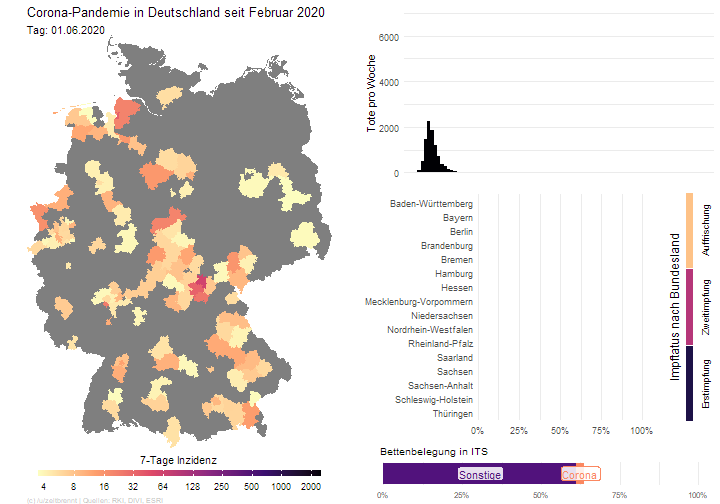 Corona-Pandemie in Deutschland seit Februar 2020
Tag: 01.06.2020
7-Tage Inzidenz
4 8 16 32 64 128 256 500 1000 2000
(c) /u/zeitbrennt | Quellen: RKI, DIVI, ESRI
Tote pro Woche
6000
4000
2000
0
Baden-Württemberg
Bayern
Berlin
Brandenburg
Bremen
Hamburg
Hessen
Mecklenburg-Vorpommern
Niedersachsen
Nordrhein-Westfalen
Rheinland-Pfalz
Saarland
Sachsen
Sachsen-Anhalt
Schleswig-Holstein
Thüringen
0% 25% 50% 75% 100%
Impfstatus nach Bundesland
Auffrischung
Zweitimpfung
Erstimpfung
Bettenbelegung in ITS
Sonstige
Corona
0% 25% 50% 75% 100%